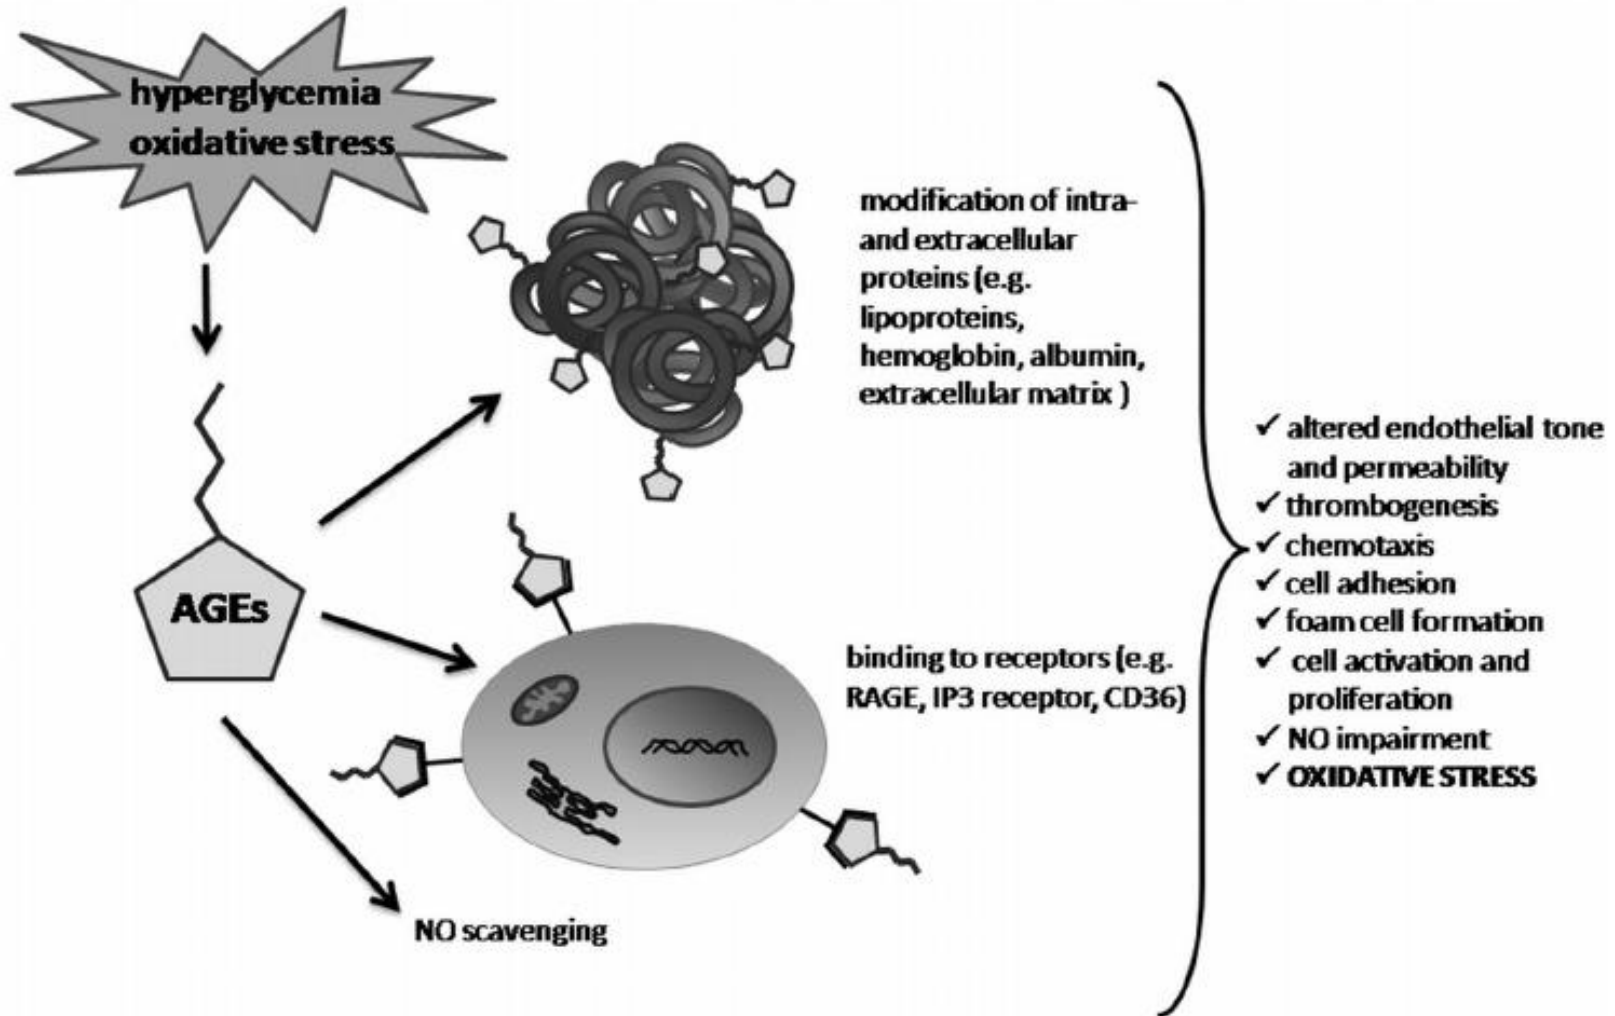 hyperglycemia
oxidative stress
AGEs
modification of intra-
and extracellular
proteins (e.g.
lipoproteins,
hemoglobin, albumin,
extracellular matrix )
binding to receptors (e.g.
RAGE, IP3 receptor, CD36)
NO scavenging
✓ altered endothelial tone
and permeability
✓ thrombogenesis
✓ chemotaxis
✓ cell adhesion
✓ foam cell formation
✓ cell activation and
proliferation
✓ NO impairment
✓ OXIDATIVE STRESS